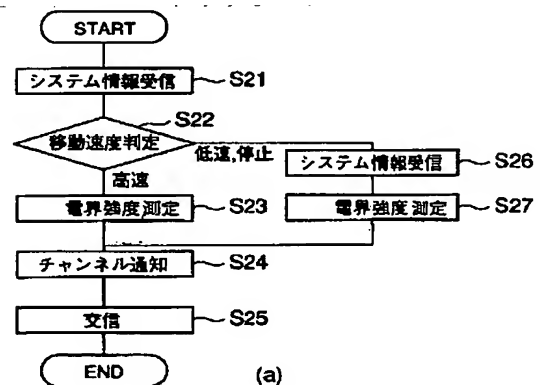 START
システム情報受信 S21
S22
移動速度判定
低速,停止
システム情報受信 S26
高速
電界強度測定 S23
電界強度測定 S27
チャンネル通知 S24
交信 S25
END
(a)